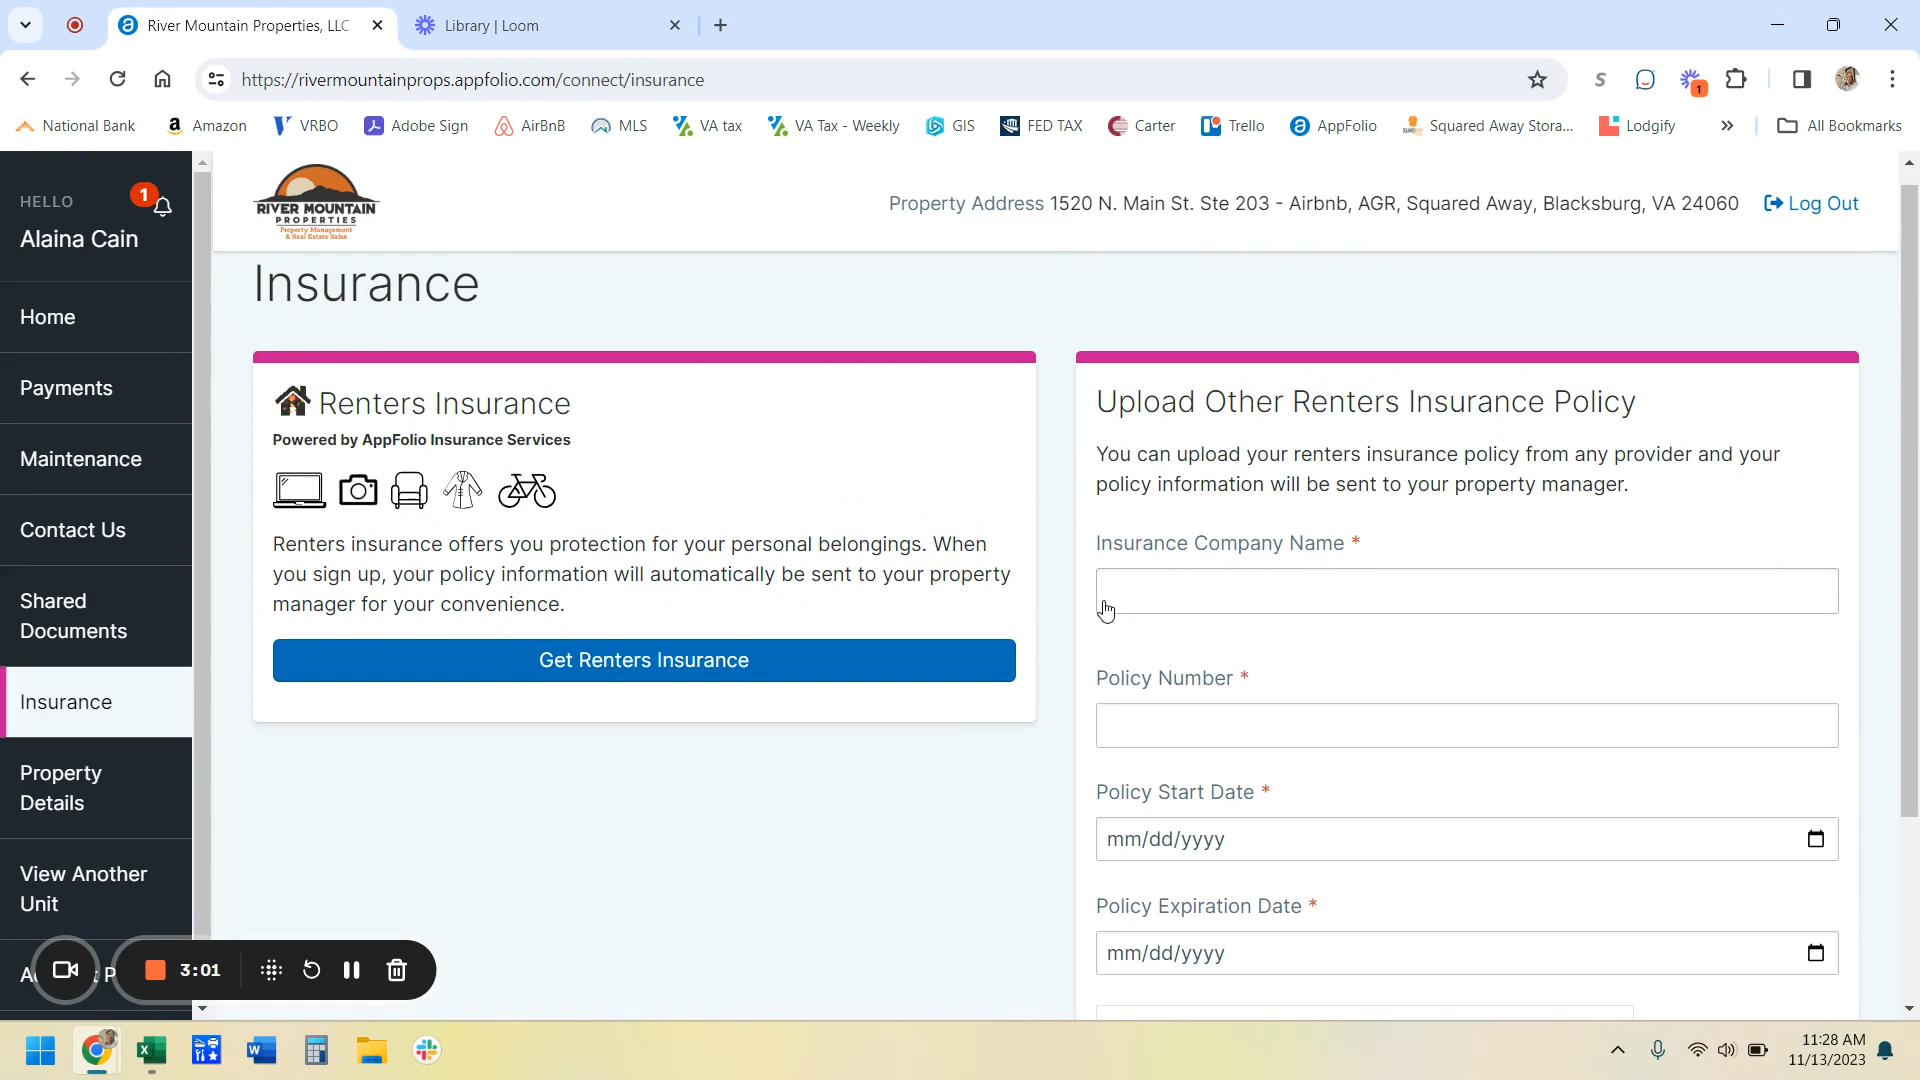 River Mountain Properties, LLC
Library | Loom
https://rivermountainprops.appfolio.com/connect/insurance
1
National Bank
Amazon
VRBO
Adobe Sign
AirBnB
MLS
VA tax
VA Tax - Weekly
GIS
FED TAX
Carter
Trello
AppFolio
Squared Away Stora...
Lodgify
All Bookmarks
HELLO
1
Alaina Cain
Home
Payments
Maintenance
Contact Us
Shared
Documents
Insurance
Property
Details
View Another
Unit
RIVER MOUNTAIN
PROPERTIES
Property Management
& Real Estate Sales
Property Address 1520 N. Main St. Ste 203 - Airbnb, AGR, Squared Away, Blacksburg, VA 24060
Log Out
Insurance
Renters Insurance
Powered by AppFolio Insurance Services
Renters insurance offers you protection for your personal belongings. When
you sign up, your policy information will automatically be sent to your property
manager for your convenience.
Get Renters Insurance
Upload Other Renters Insurance Policy
You can upload your renters insurance policy from any provider and your
policy information will be sent to your property manager.
Insurance Company Name *
Policy Number *
Policy Start Date *
mm/dd/yyyy
Policy Expiration Date *
mm/dd/yyyy
3:01
11:28 AM
11/13/2023